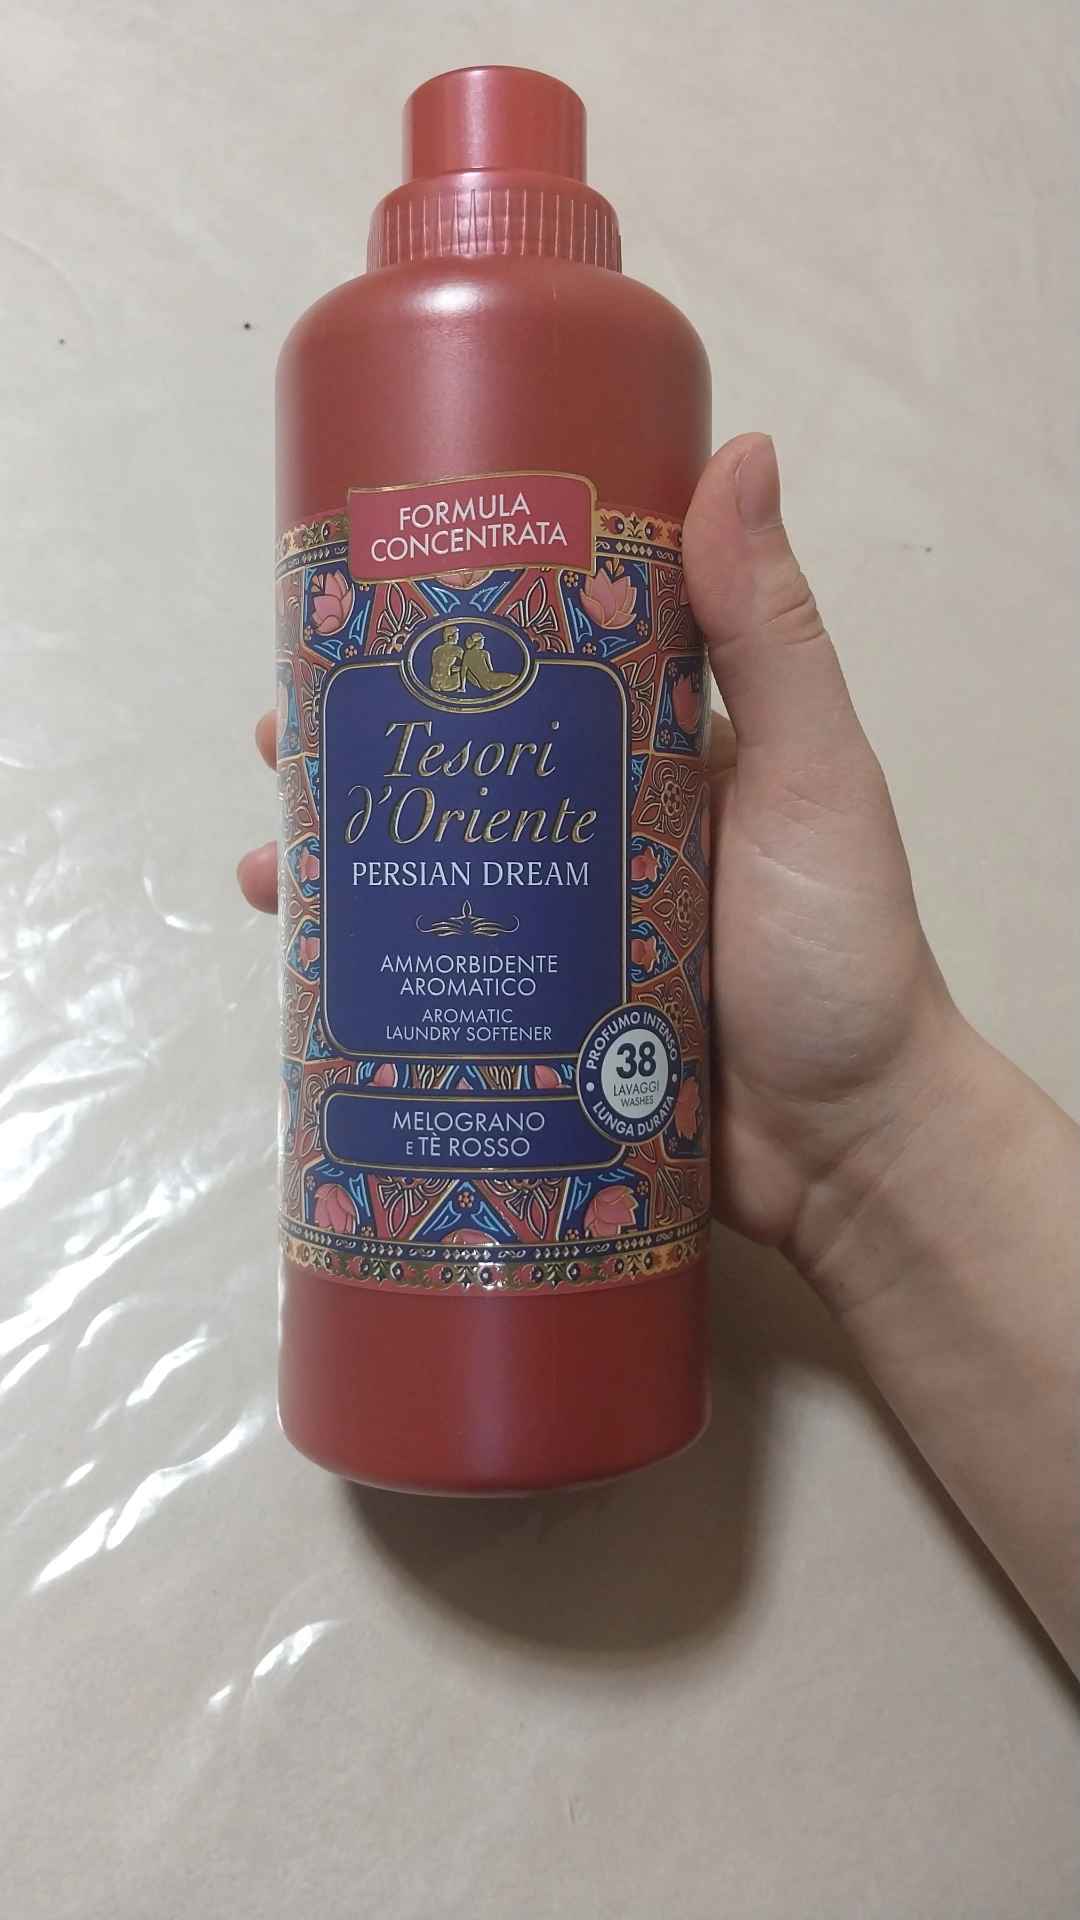 FORMULA
CONCENTRATA
Tesori
d'Oriente
PERSIAN DREAM
AMMORBIDENTE
AROMATICO
AROMATIC
LAUNDRY SOFTENER
PROFUMO INTENSO
38
LAVAGGI
WASHES
LUNGA DURATA
MELOGRANO
E TÈ ROSSO